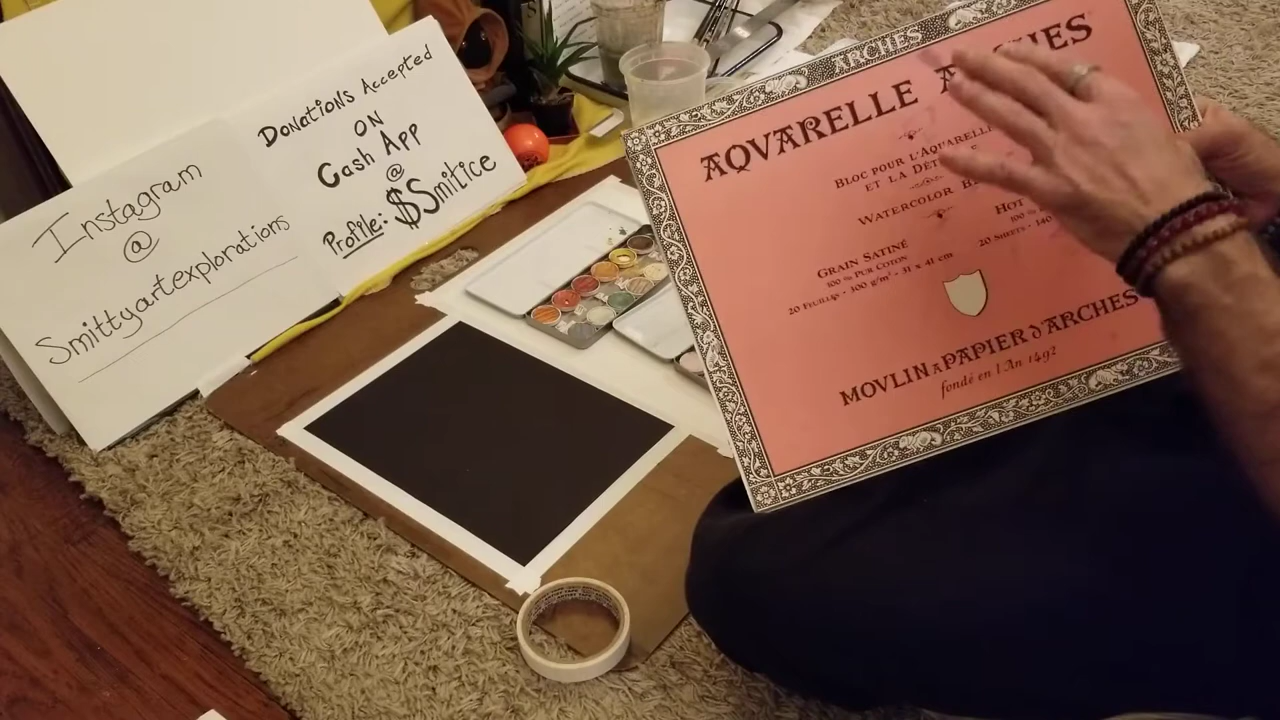 Instagram
@
Smittyartexplorations
Donations Accepted
ON
Cash App
@
Profile: $Smitice
ARCHES
AQVARELLE
BLOC POUR L'AQUARELLE
ET LA
WATERCOLOR
GRAIN SATINÉ
100 % PUR COTON
20 FEUILLES - 300 g/m² - 31 x 41 cm
HOT
100 %
20 SHEETS - 140
MOVLIN À PAPIER D'ARCHES
fondé en l'An 1492